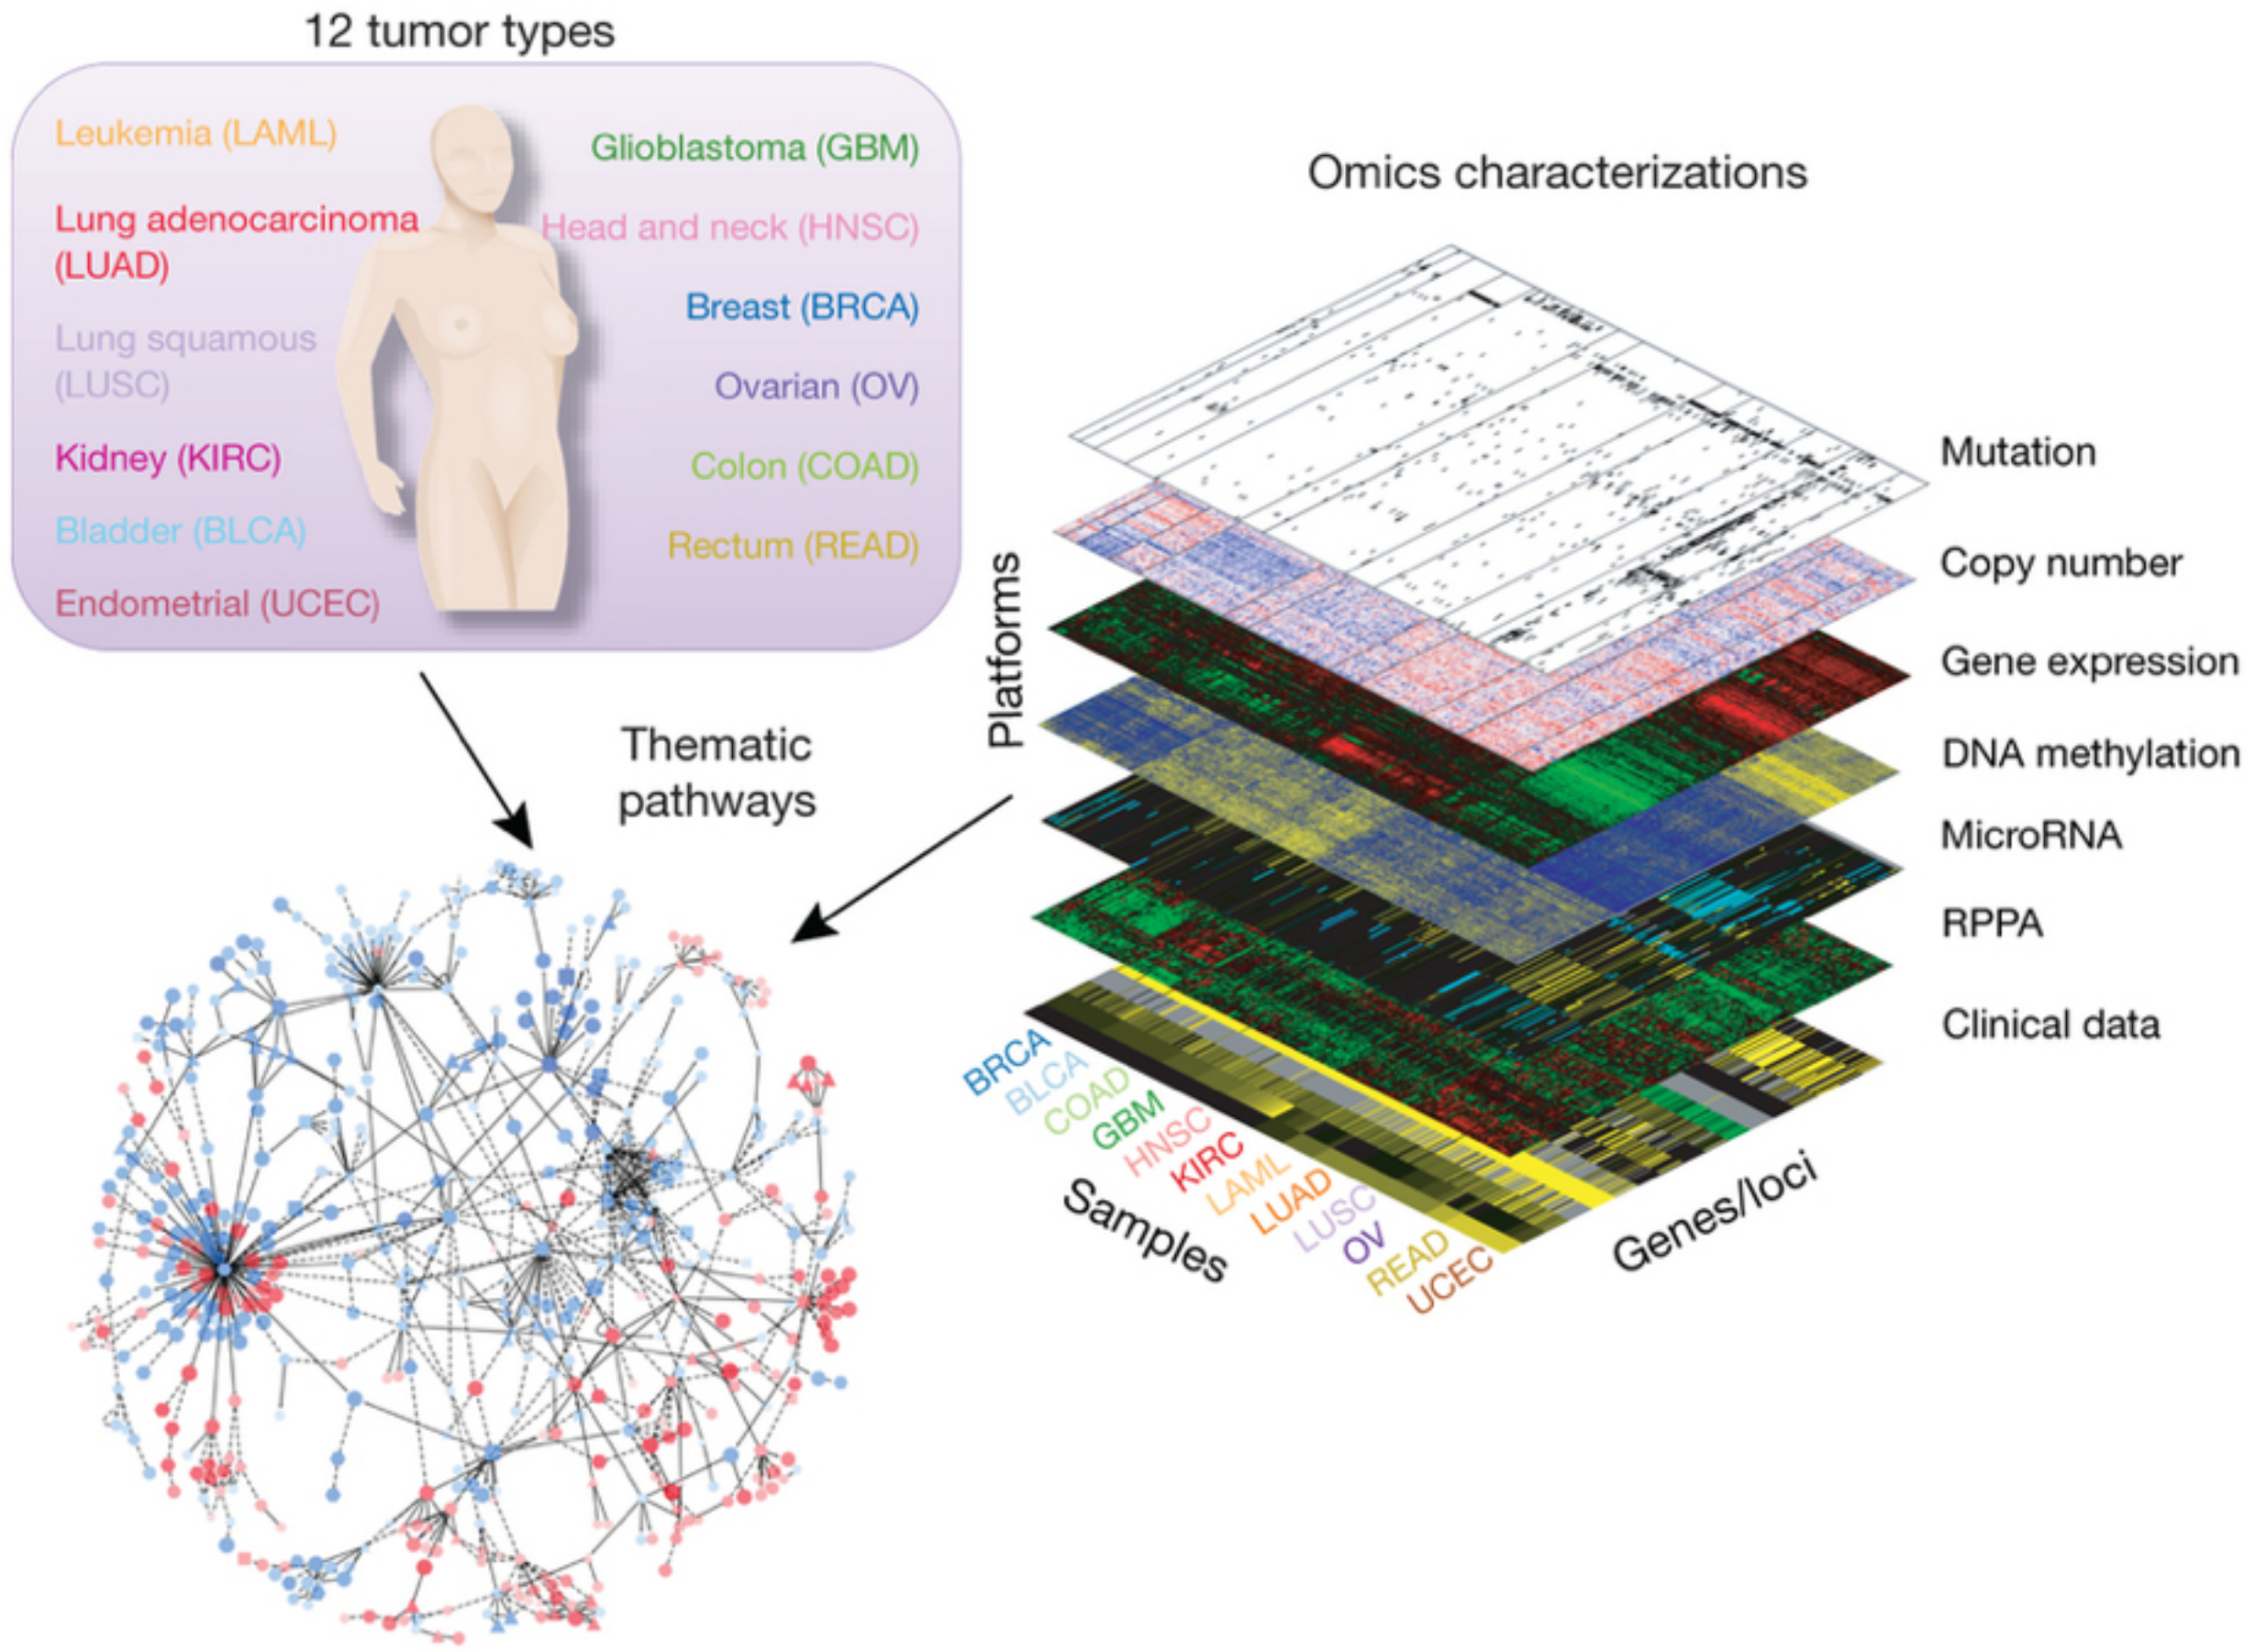 12 tumor types
Leukemia (LAML)
Lung adenocarcinoma
(LUAD)
Lung squamous
(LUSC)
Kidney (KIRC)
Bladder (BLCA)
Endometrial (UCEC)
Glioblastoma (GBM)
Head and neck (HNSC)
Breast (BRCA)
Ovarian (OV)
Colon (COAD)
Rectum (READ)
Thematic
pathways
Omics characterizations
Platforms
Mutation
Copy number
Gene expression
DNA methylation
MicroRNA
RPPA
Clinical data
BRCA
BLCA
COAD
GBM
HNSC
KIRC
LAML
LUAD
LUSC
OV
READ
UCEC
Samples
Genes/loci